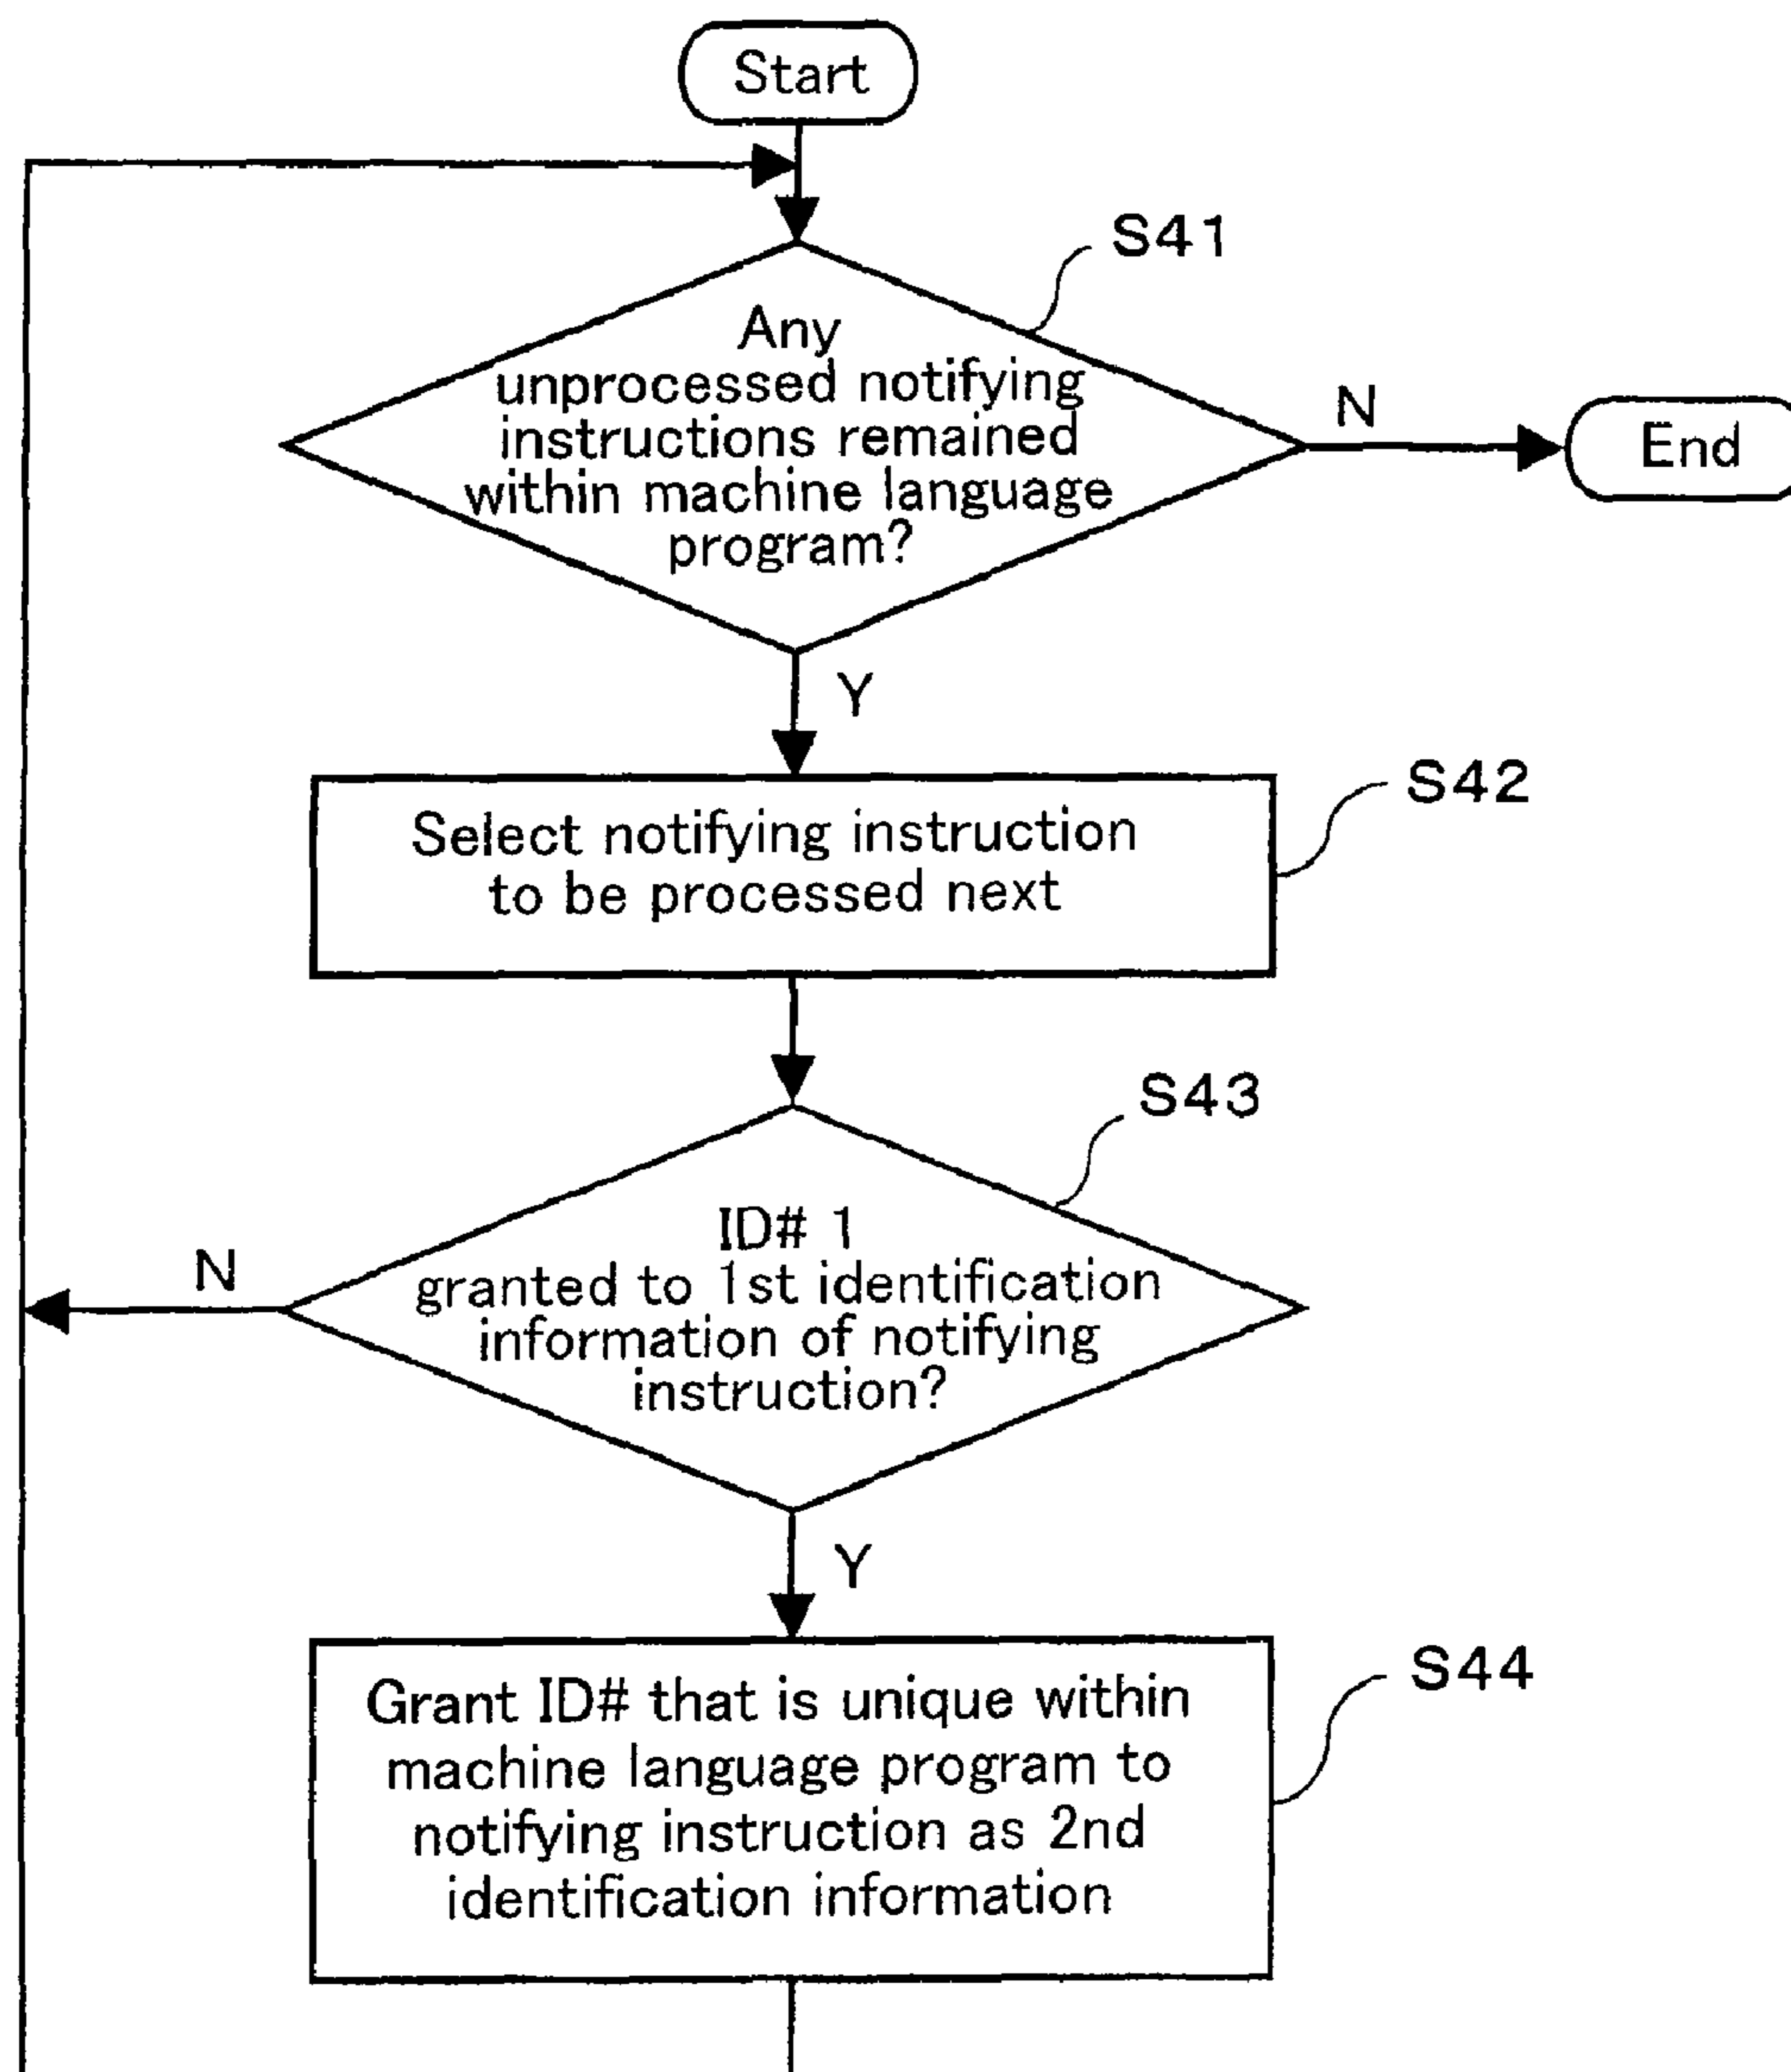 Start
S41
Any
unprocessed notifying
instructions remained
within machine language
program?
N
End
Y
S42
Select notifying instruction
to be processed next
S43
ID# 1
granted to 1st identification
information of notifying
instruction?
N
Y
S44
Grant ID# that is unique within
machine language program to
notifying instruction as 2nd
identification information